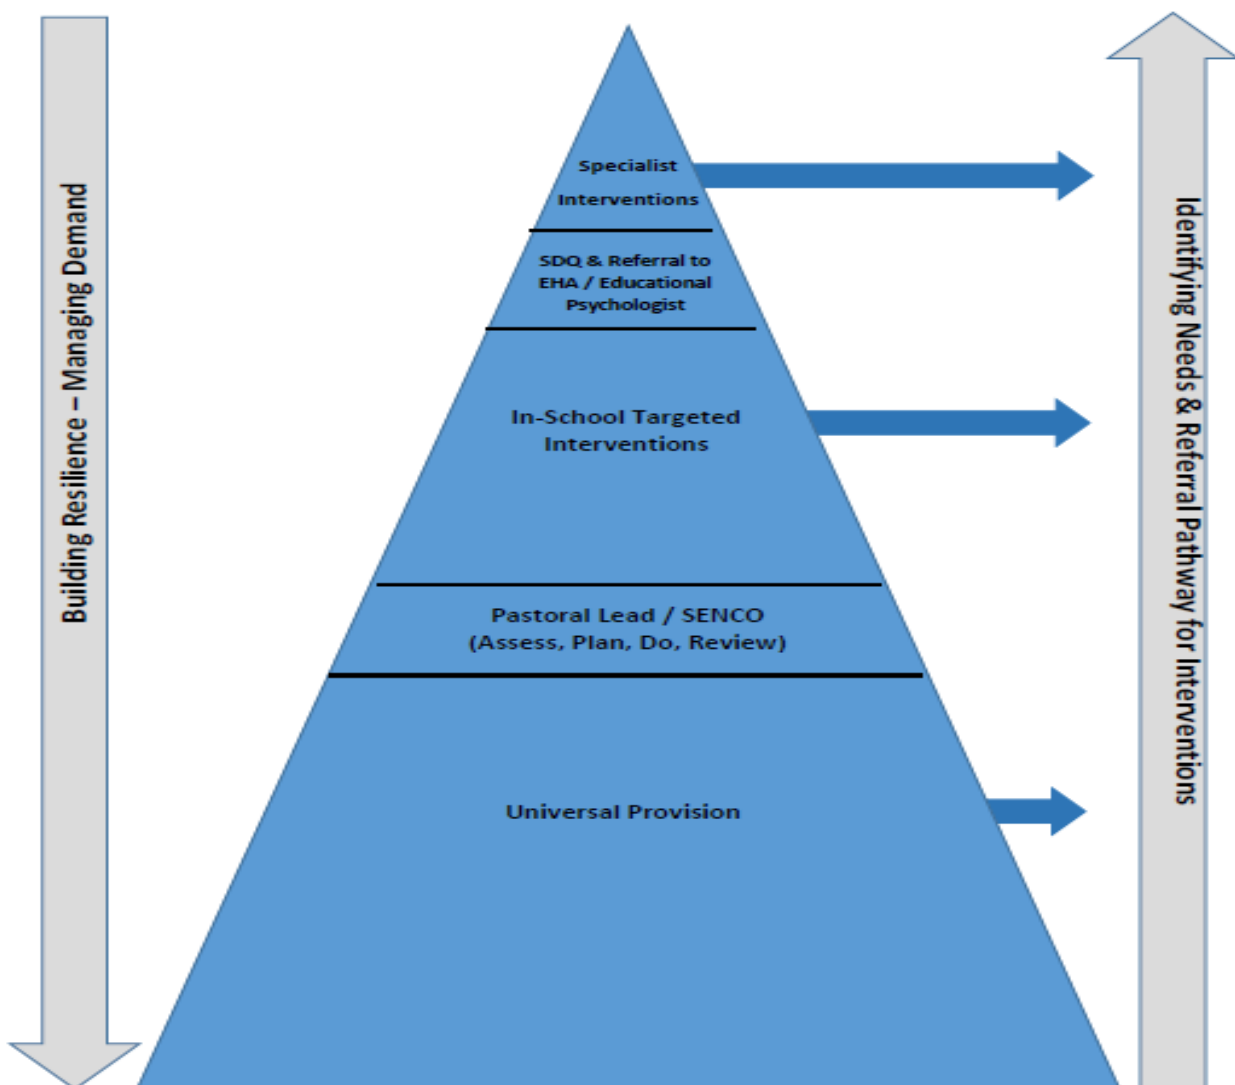 Building Resilience – Managing Demand
Specialist
Interventions
SDQ & Referral to
EHA / Educational
Psychologist
In-School Targeted
Interventions
Pastoral Lead / SENCO
(Assess, Plan, Do, Review)
Universal Provision
Identifying Needs & Referral Pathway for Interventions